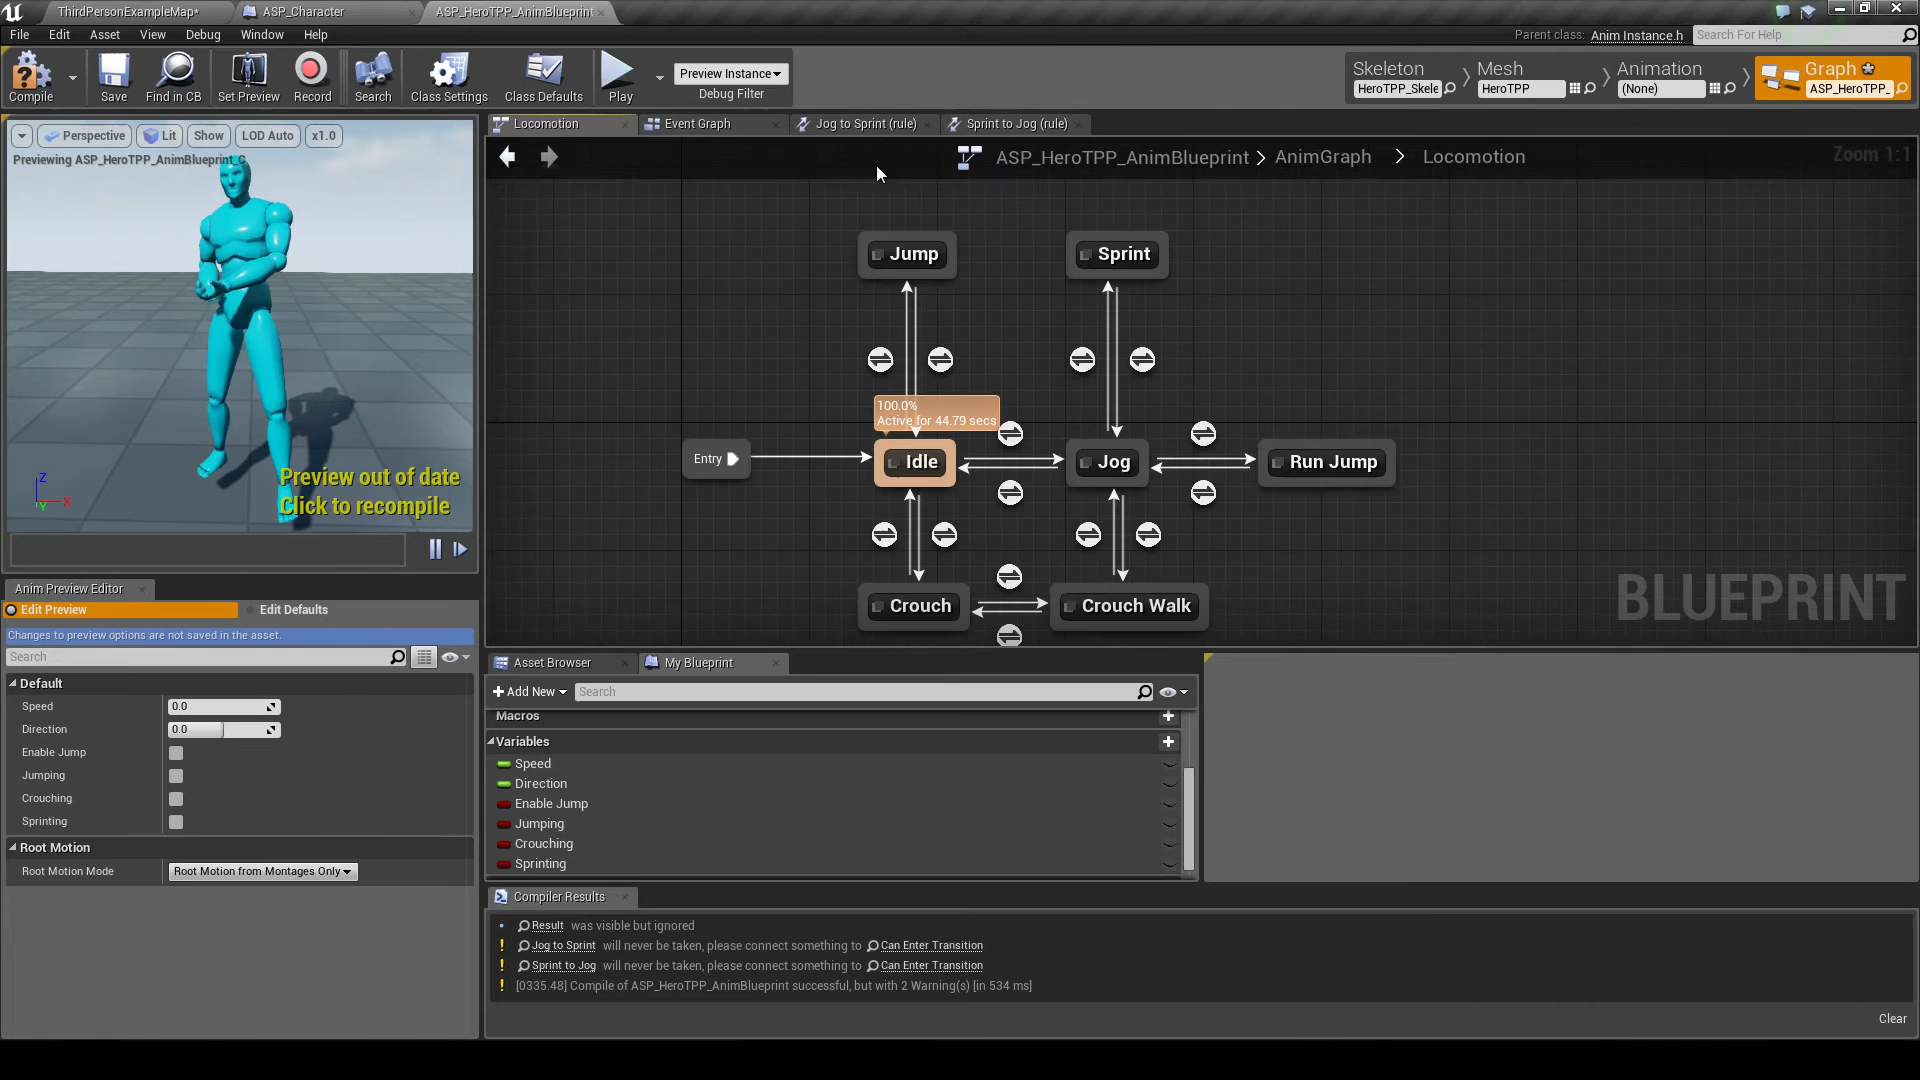 ThirdPersonExampleMap*
ASP_Character
ASP_HeroTPP_AnimBlueprint
File Edit Asset View Debug Window Help
Parent class: Anim Instance.h
Search For Help
Compile
Save
Find in CB
Set Preview
Record
Search
Class Settings
Class Defaults
Play
Preview Instance
Debug Filter
Skeleton
HeroTPP_Skele
Mesh
HeroTPP
Animation
(None)
Graph
ASP_HeroTPP_
Perspective Lit Show LOD Auto x1.0
Previewing ASP_HeroTPP_AnimBlueprint_C
Z
X
Y
Preview out of date
Click to recompile
Locomotion
Event Graph
Jog to Sprint (rule)
Sprint to Jog (rule)
ASP_HeroTPP_AnimBlueprint > AnimGraph > Locomotion
Zoom 1:1
Jump
Sprint
100.0%
Active for 44.79 secs
Entry
Idle
Jog
Run Jump
Crouch
Crouch Walk
BLUEPRINT
Anim Preview Editor
Edit Preview
Edit Defaults
Changes to preview options are not saved in the asset.
Search
Default
Speed 0.0
Direction 0.0
Enable Jump
Jumping
Crouching
Sprinting
Root Motion
Root Motion Mode Root Motion from Montages Only
Asset Browser
My Blueprint
Add New
Search
Macros
Variables
Speed
Direction
Enable Jump
Jumping
Crouching
Sprinting
Compiler Results
Result was visible but ignored
Jog to Sprint will never be taken, please connect something to Can Enter Transition
Sprint to Jog will never be taken, please connect something to Can Enter Transition
[0335.48] Compile of ASP_HeroTPP_AnimBlueprint successful, but with 2 Warning(s) [in 534 ms]
Clear